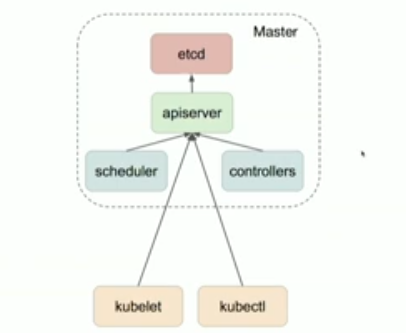 Master
etcd
apiserver
scheduler
controllers
kubelet
kubectl